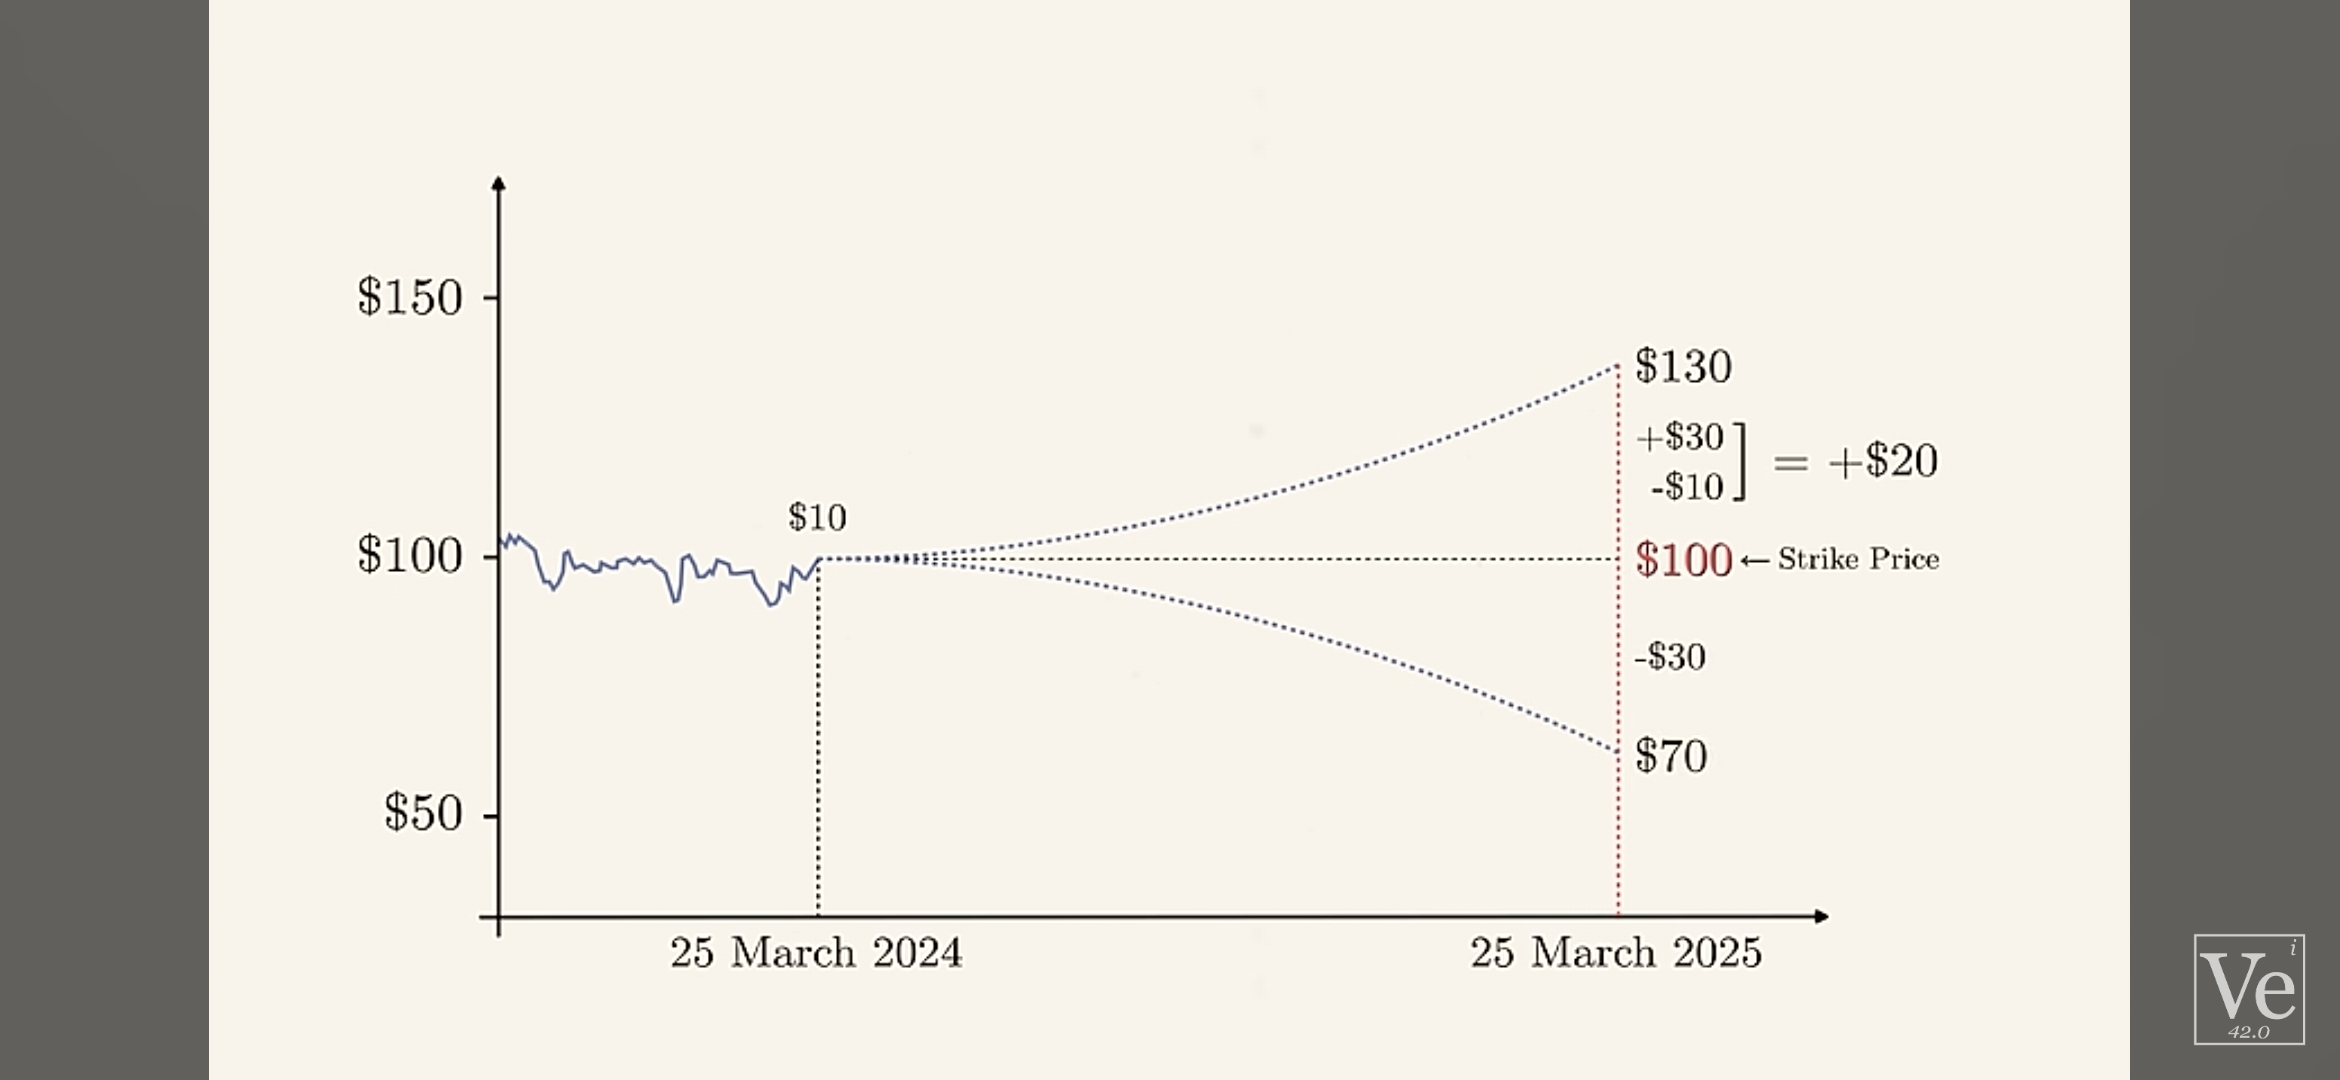 $150
$130
+$30
-$10
= +$20
$10
$100
$100 ← Strike Price
-$30
$70
$50
25 March 2024
25 March 2025
i
Ve
42.0